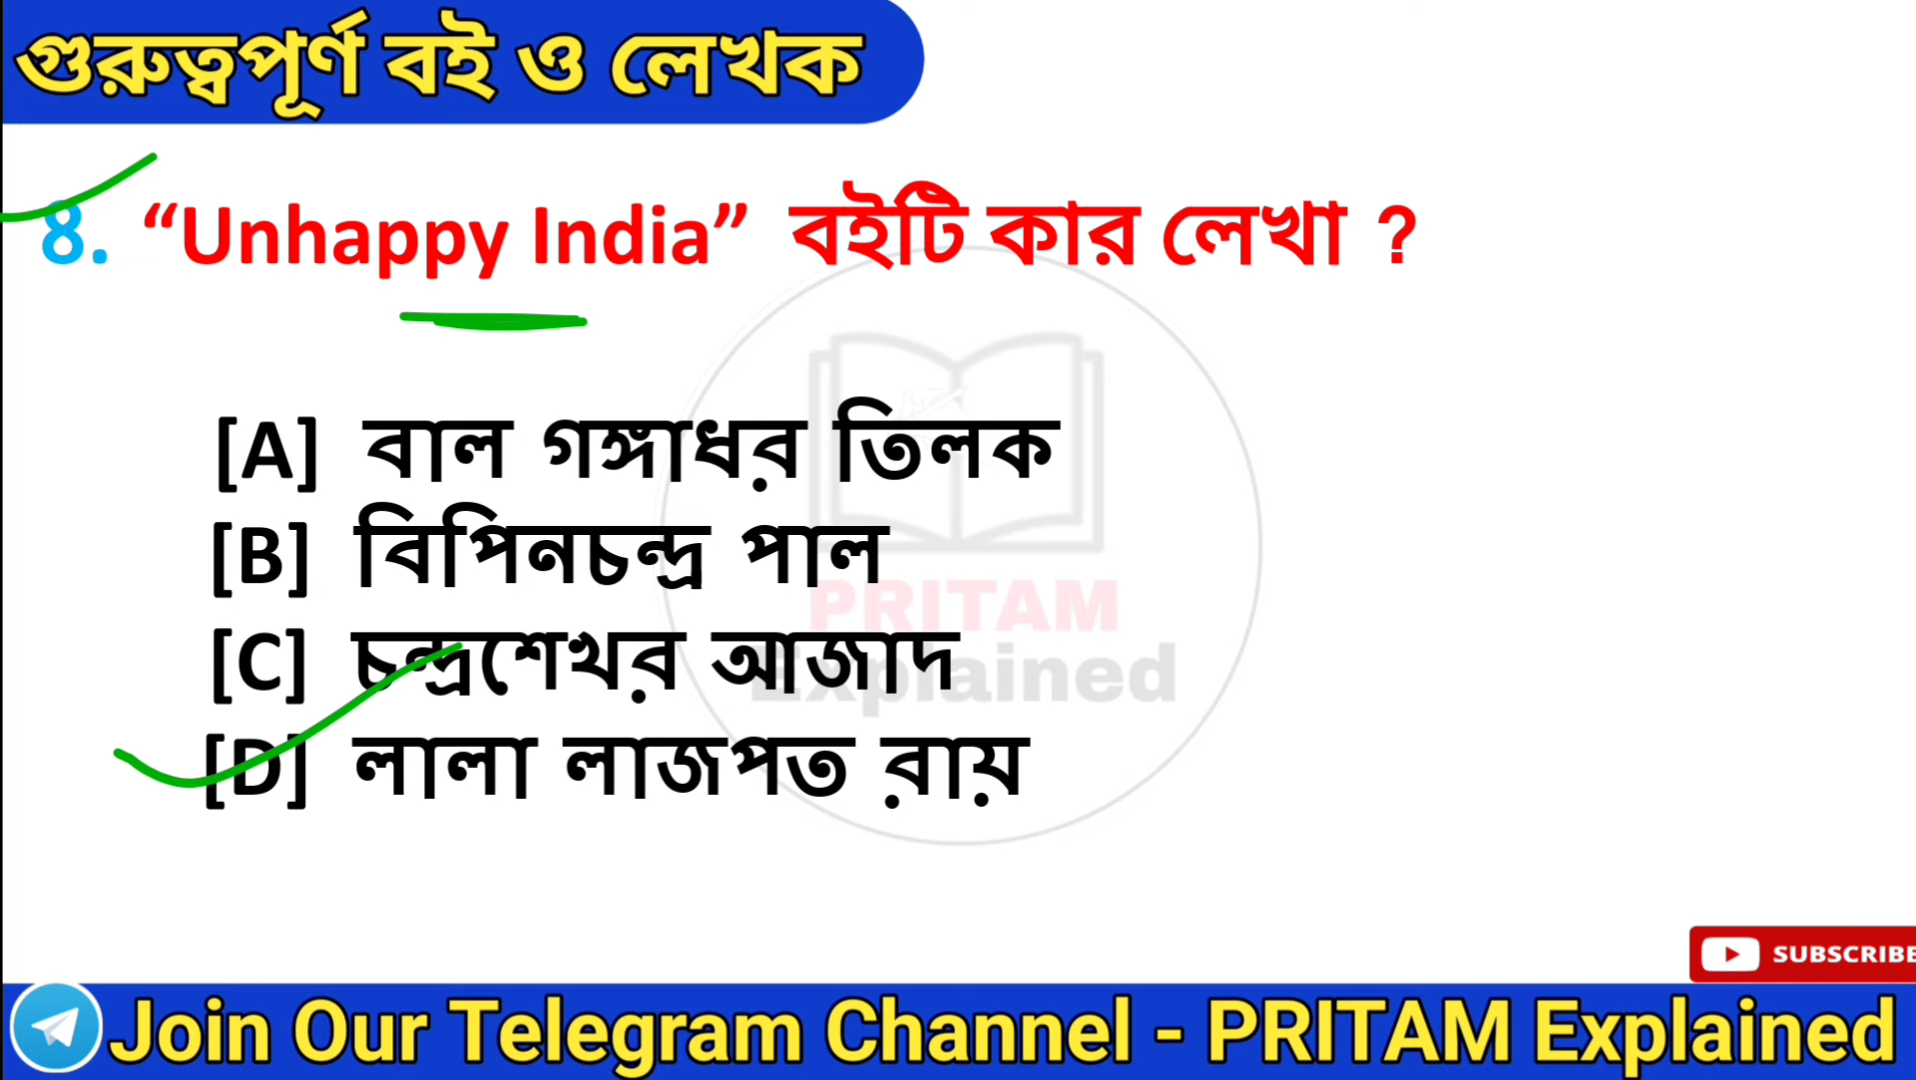 গুরুত্বপূর্ণ বই ও লেখক
8. “Unhappy India” বইটি কার লেখা ?
[A] বাল গঙ্গাধর তিলক
[B] বিপিনচন্দ্র পাল
[C] চন্দ্রশেখর আজাদ
[D] লালা লাজপত রায়
PRITAM
Explained
SUBSCRIBE
Join Our Telegram Channel - PRITAM Explained